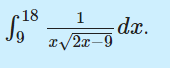 ∫₉¹⁸ 1/(x√(2x−9)) dx.